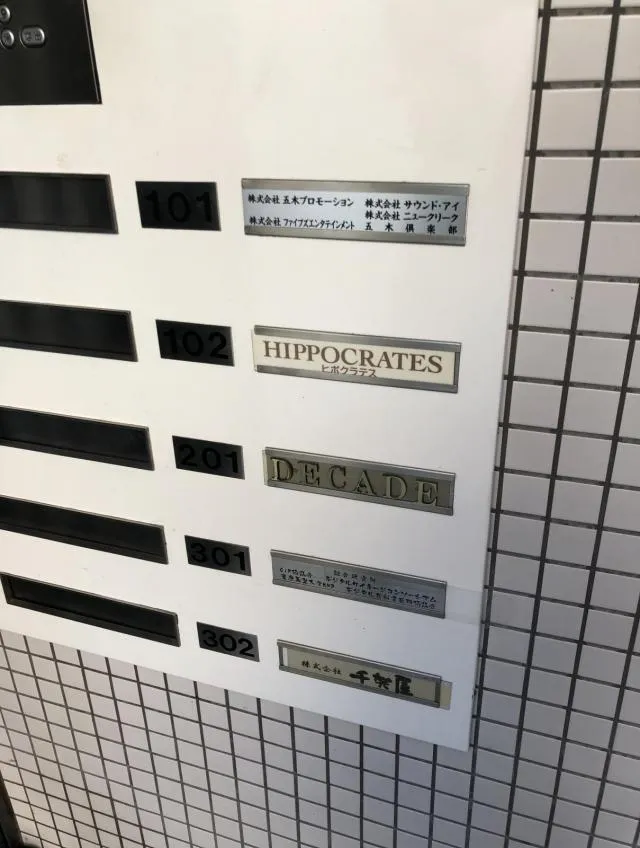 101
株式会社 五木プロモーション 株式会社 サウンド・アイ
株式会社 ニュークリーク
株式会社 ファイブズエンタテインメント 五木倶楽部
102
HIPPOCRATES
ヒポクラテス
201
DECADE
301
302
株式会社 千架屋